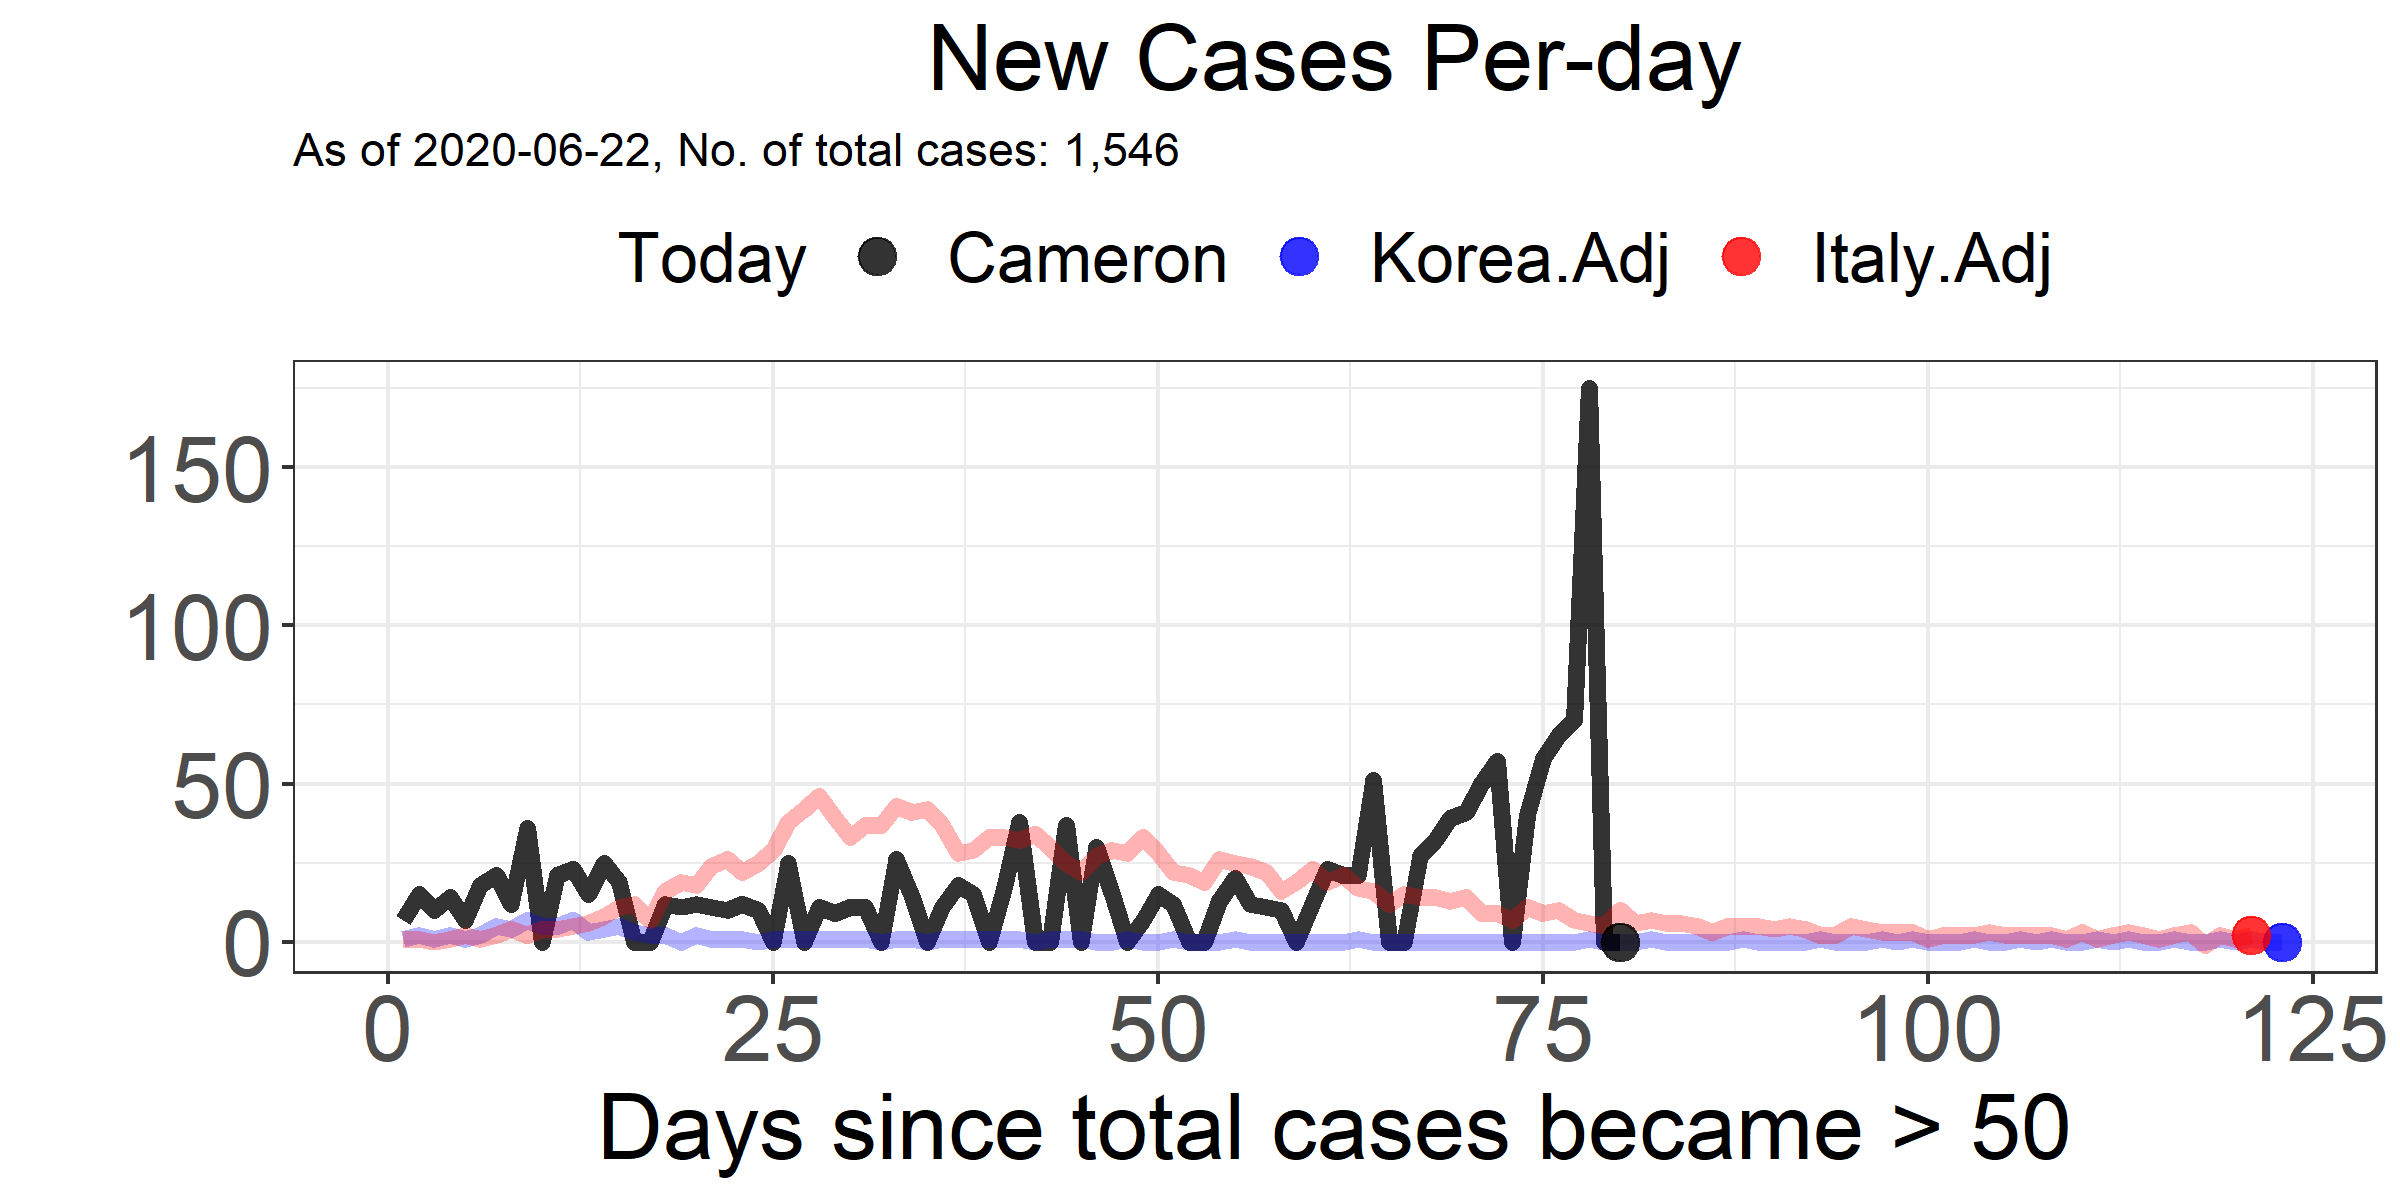 New Cases Per-day
As of 2020-06-22, No. of total cases: 1,546
Today Cameron Korea.Adj Italy.Adj
150
100
50
0
0 25 50 75 100 125
Days since total cases became > 50